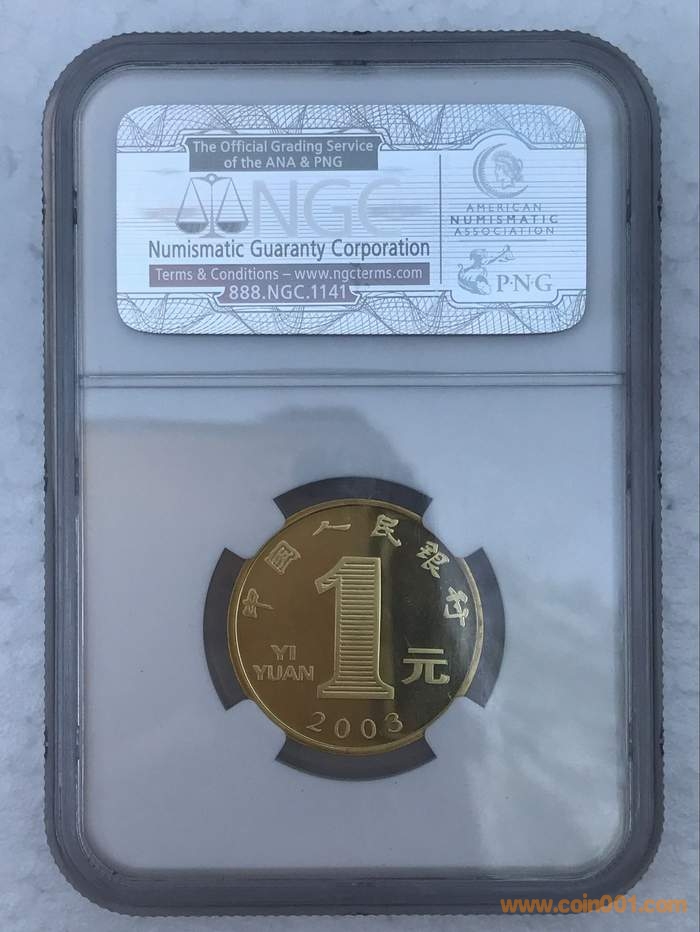 The Official Grading Service
of the ANA & PNG
NGC
Numismatic Guaranty Corporation
Terms & Conditions – www.ngcterms.com
888.NGC.1141
AMERICAN
NUMISMATIC
ASSOCIATION
P·N·G
中国人民银行
1
YI
YUAN
元
2003
www.coin001.com